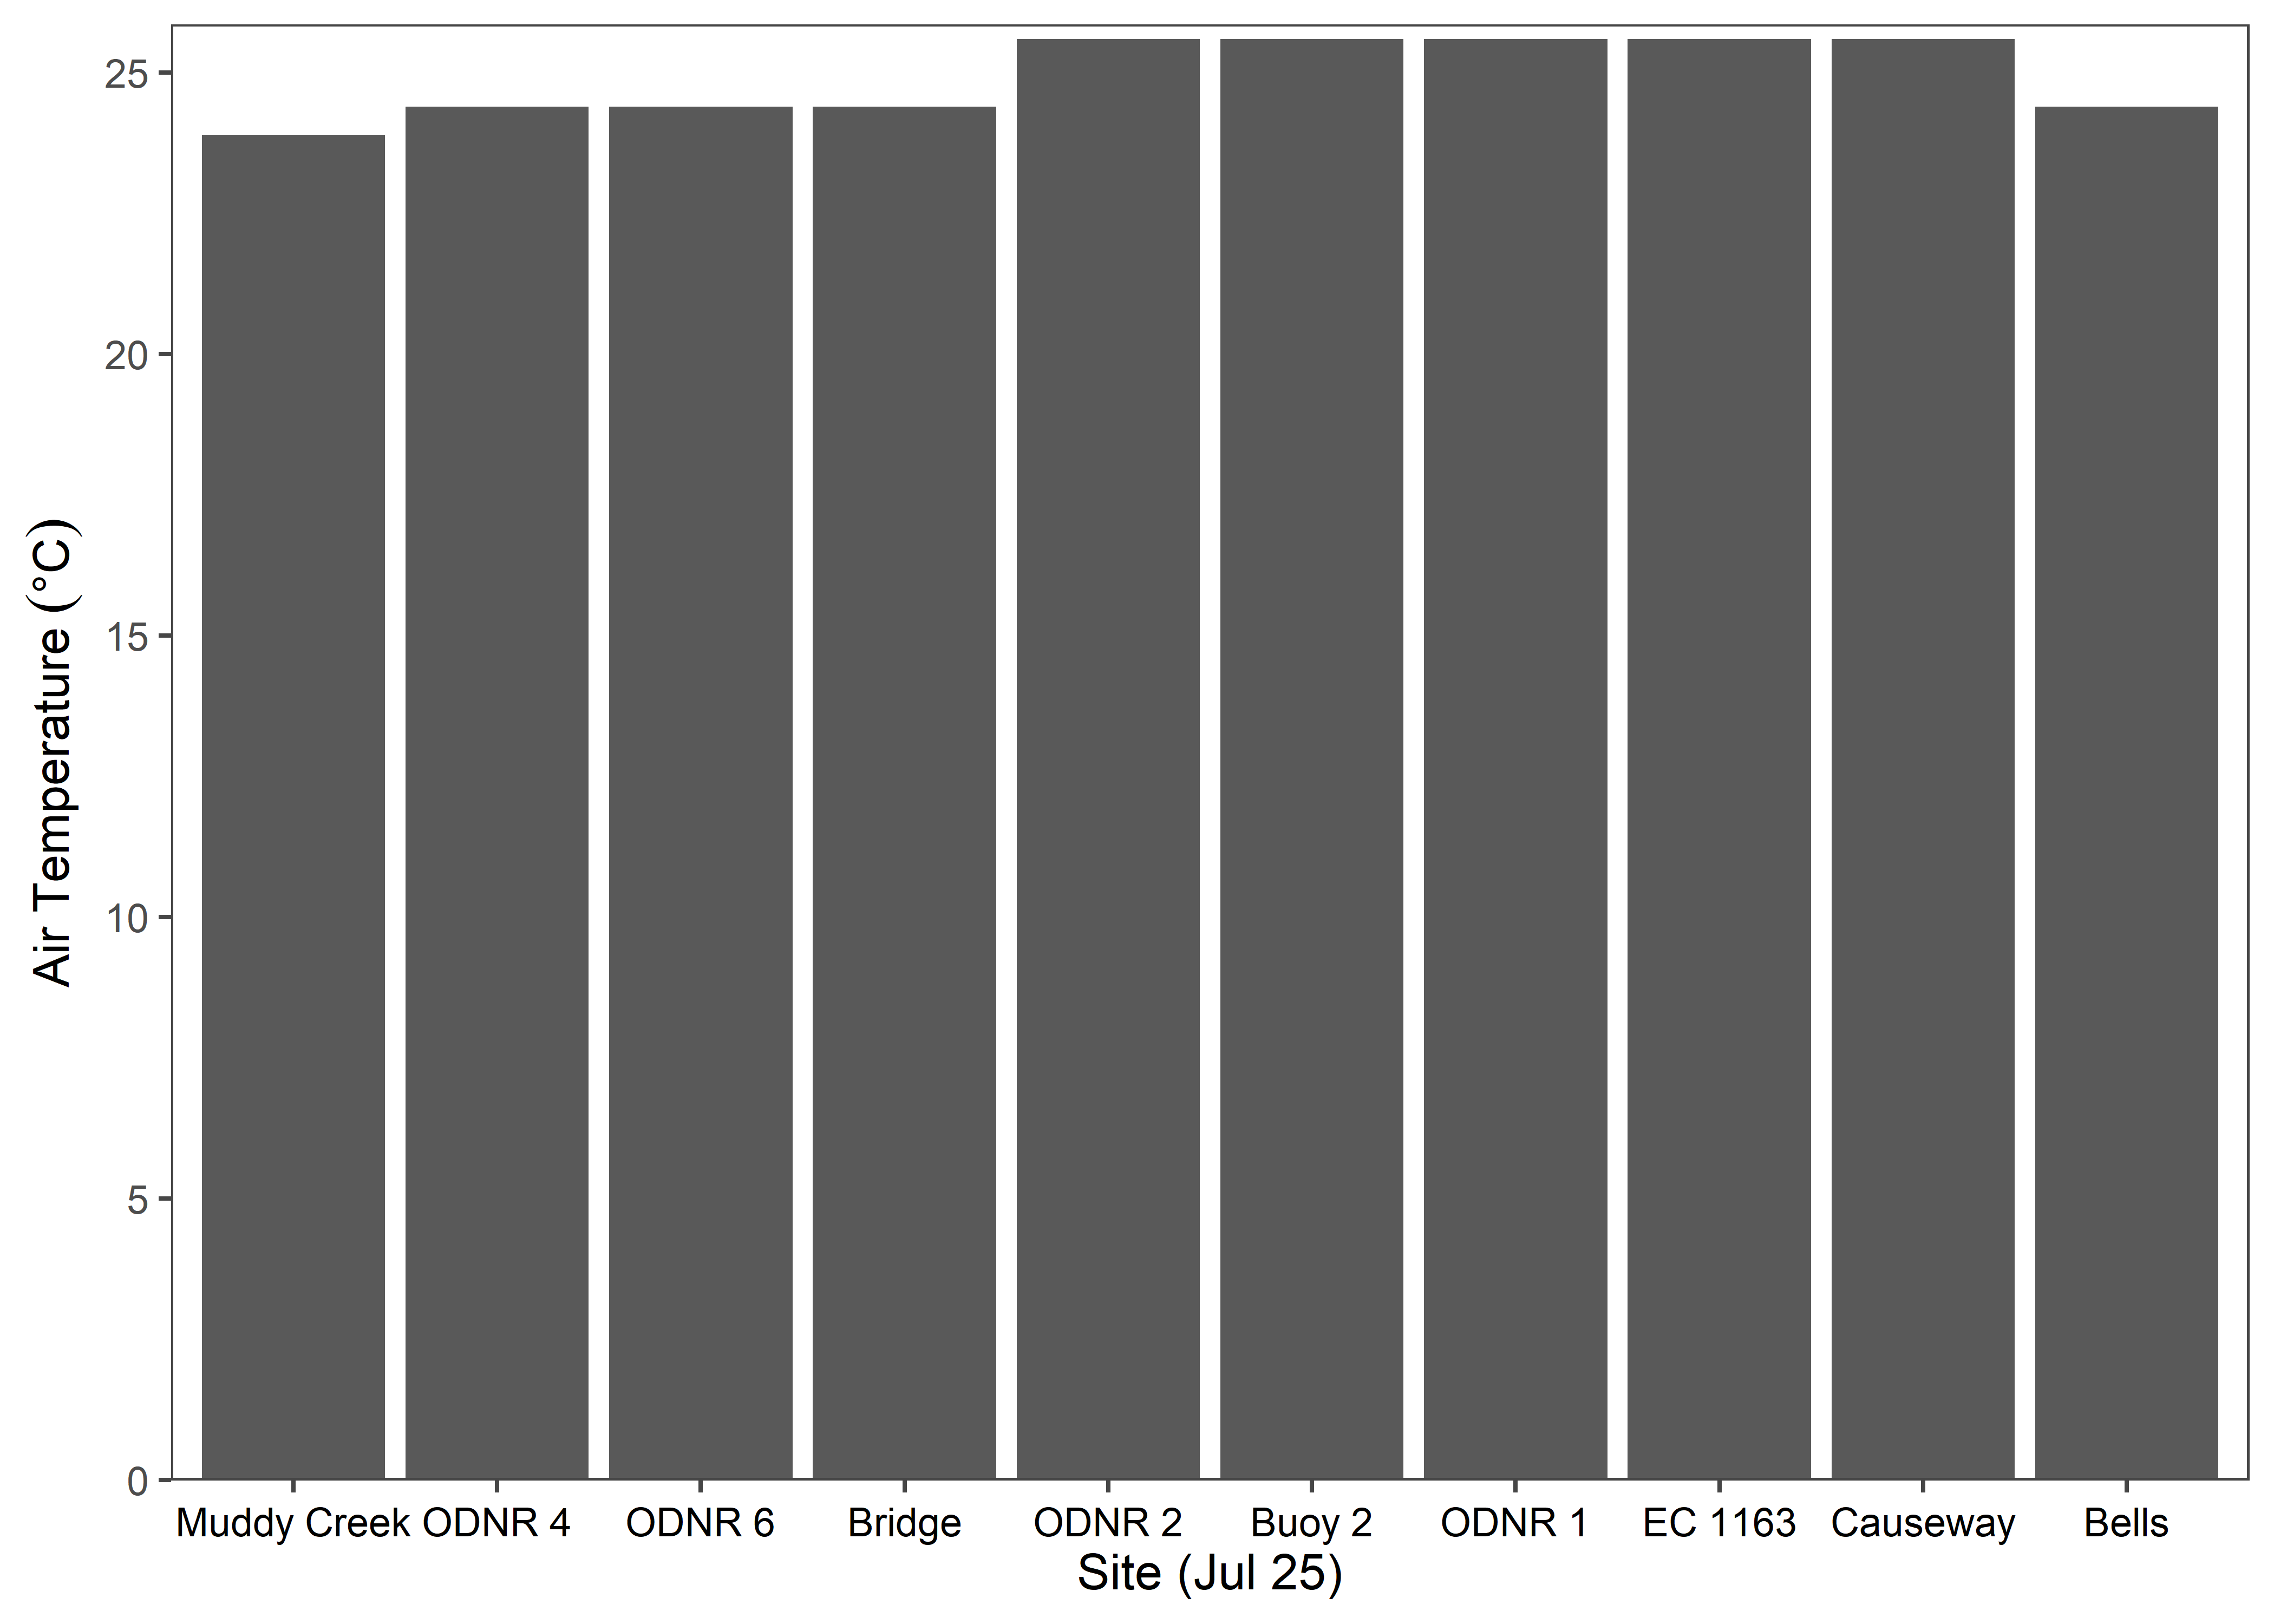 Air Temperature (°C)
25
20
15
10
5
0
Muddy Creek ODNR 4 ODNR 6 Bridge ODNR 2 Buoy 2 ODNR 1 EC 1163 Causeway Bells
Site (Jul 25)